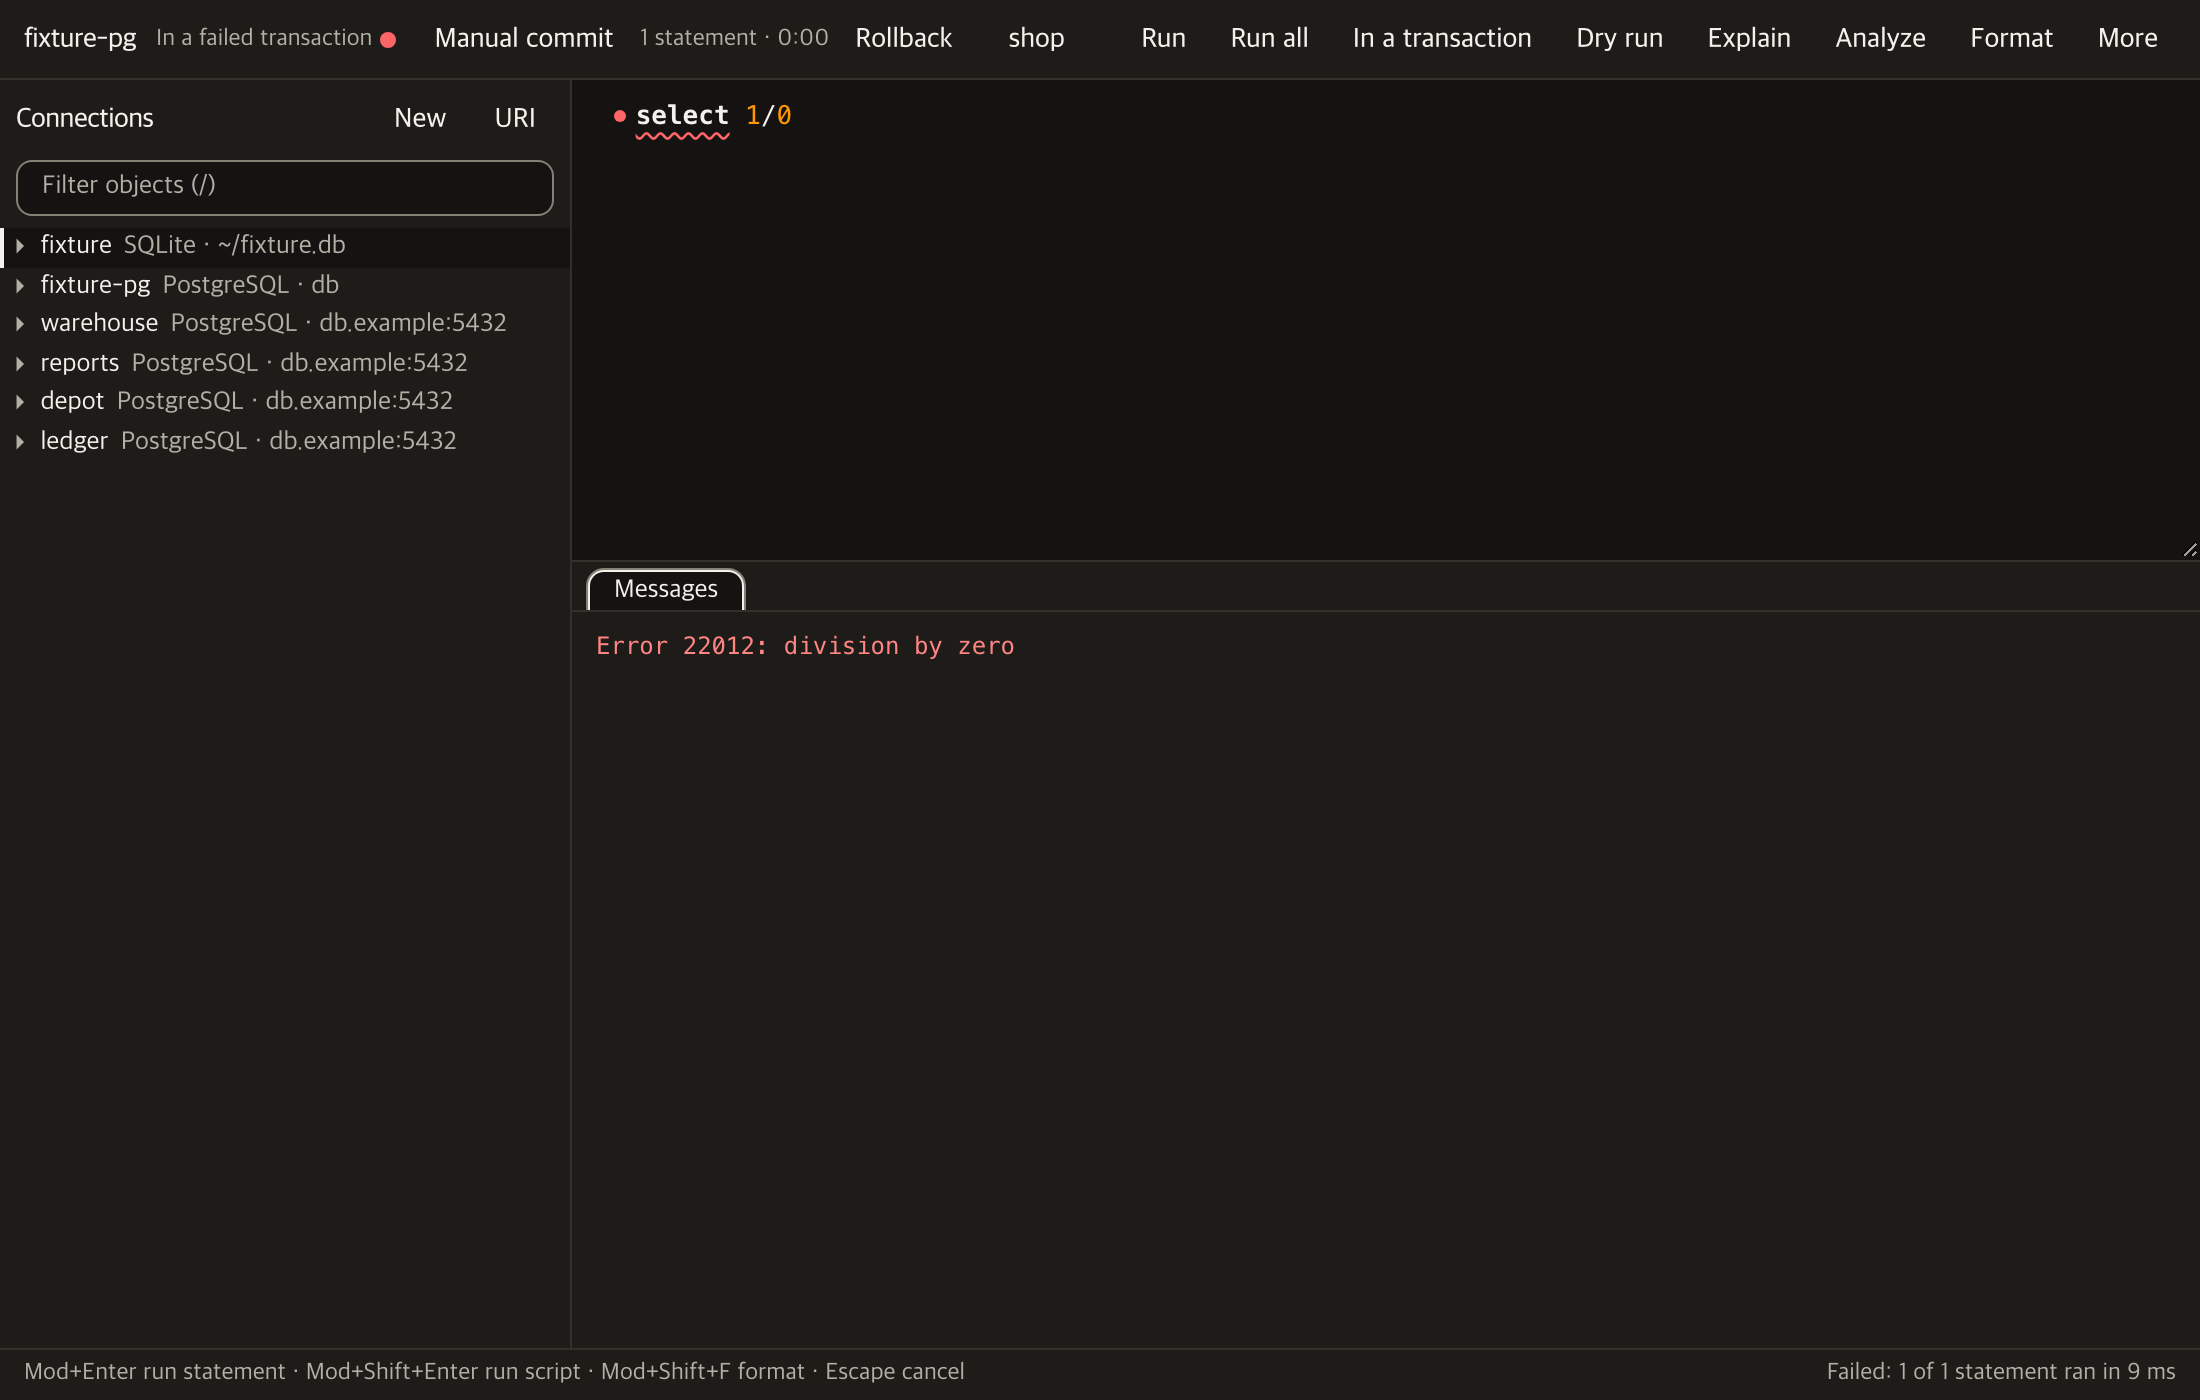 fixture-pg In a failed transaction Manual commit 1 statement · 0:00 Rollback shop Run Run all In a transaction Dry run Explain Analyze Format More
Connections New URI
Filter objects (/)
fixture SQLite · ~/fixture.db
fixture-pg PostgreSQL · db
warehouse PostgreSQL · db.example:5432
reports PostgreSQL · db.example:5432
depot PostgreSQL · db.example:5432
ledger PostgreSQL · db.example:5432
select 1/0
Messages
Error 22012: division by zero
Mod+Enter run statement · Mod+Shift+Enter run script · Mod+Shift+F format · Escape cancel
Failed: 1 of 1 statement ran in 9 ms